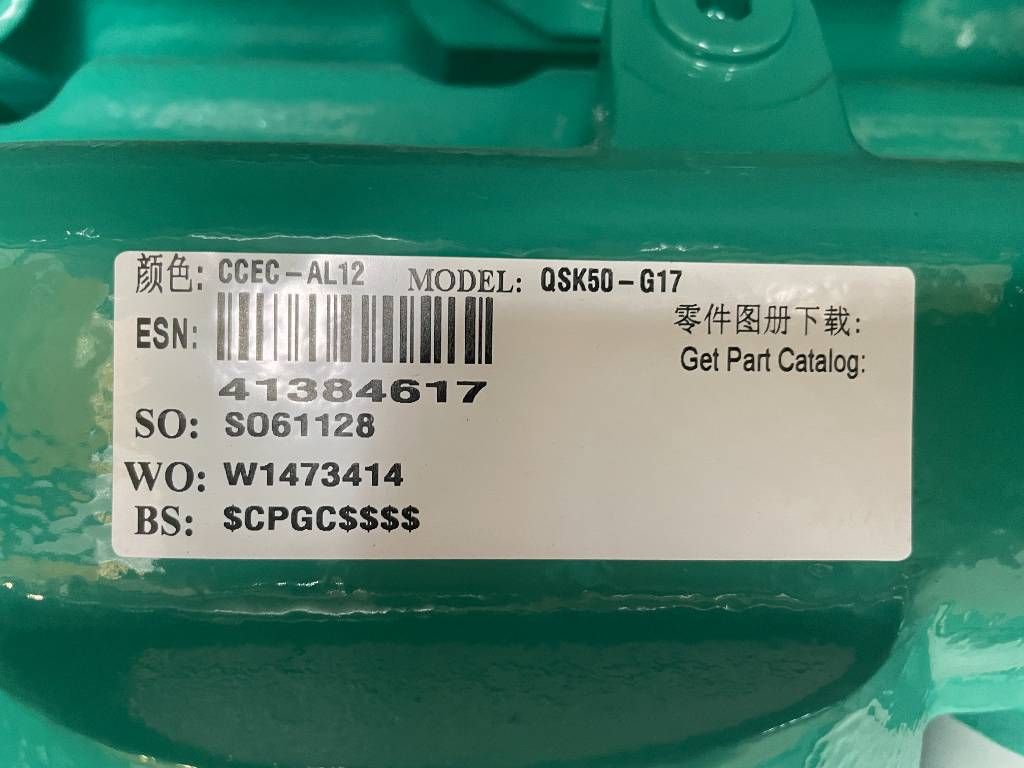 颜色: CCEC-AL12 MODEL: QSK50-G17
ESN:
41384617
零件图册下载:
Get Part Catalog:
SO: SO61128
WO: W1473414
BS: $CPGC$$$$